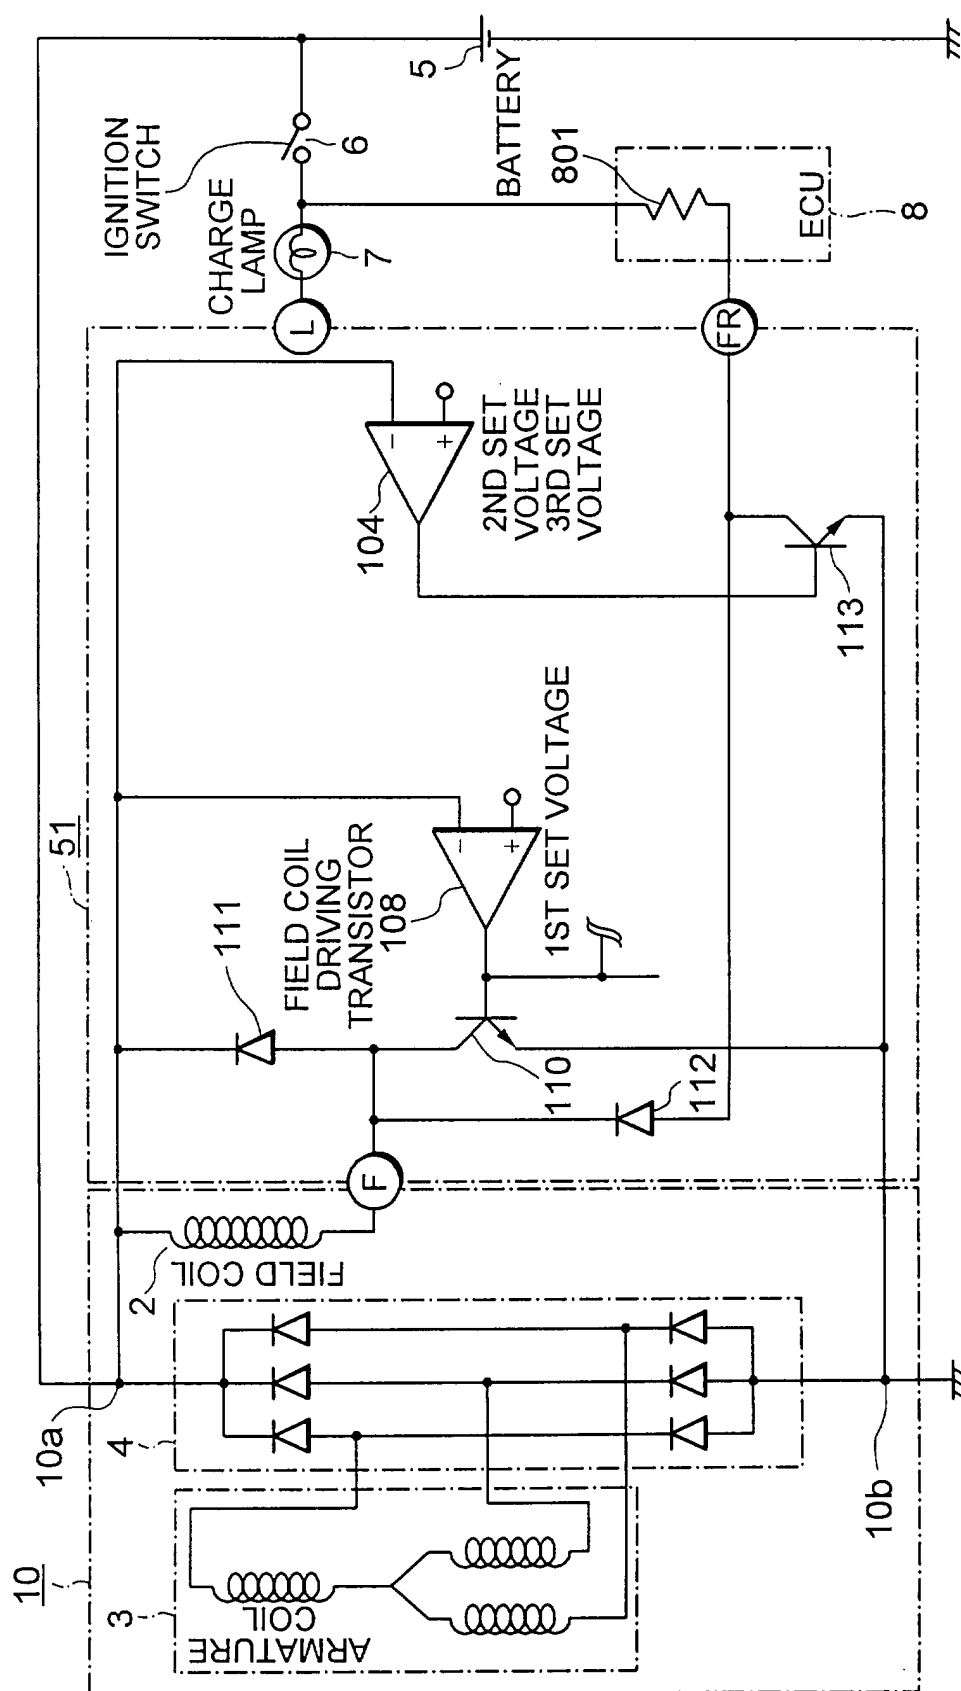 10
3
ARMATURE
COIL
4
10a
10b
2
FIELD COIL
F
51
111
FIELD COIL
DRIVING
TRANSISTOR
108
-
+
1ST SET VOLTAGE
110
112
104
-
+
2ND SET
VOLTAGE
3RD SET
VOLTAGE
113
L
FR
CHARGE
LAMP
7
IGNITION
SWITCH
6
5
BATTERY
801
ECU
8